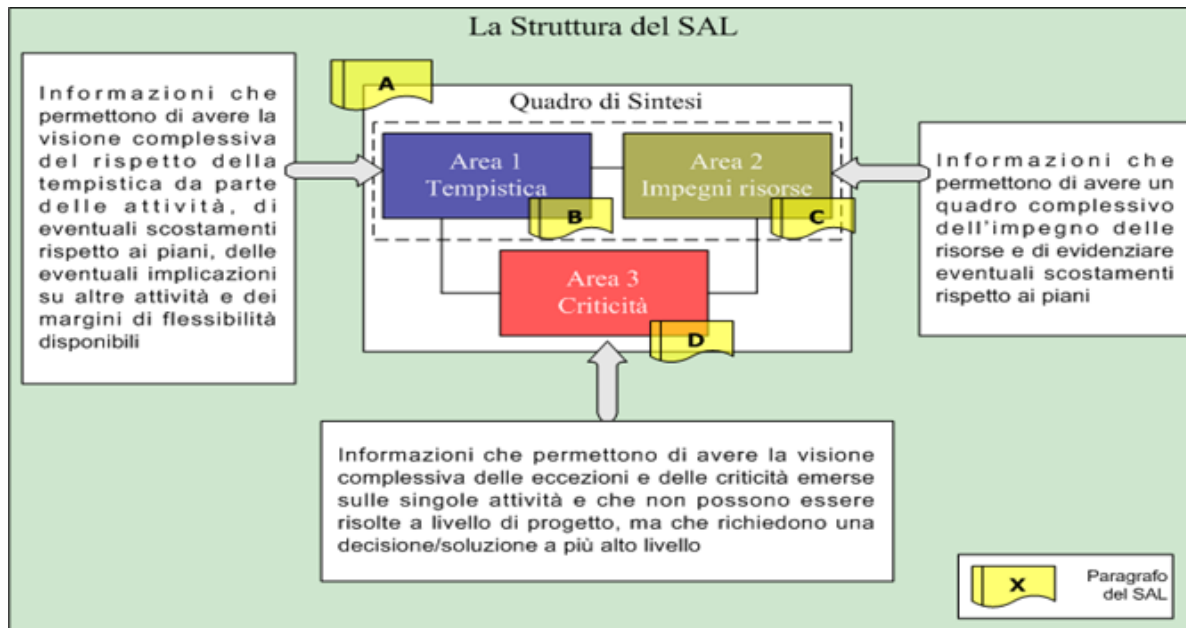 La Struttura del SAL
Informazioni che
permettono di avere la
visione complessiva
del rispetto della
tempistica da parte
delle attività, di
eventuali scostamenti
rispetto ai piani, delle
eventuali implicazioni
su altre attività e dei
margini di flessibilità
disponibili
A
Quadro di Sintesi
Area 1
Tempistica
B
Area 2
Impegni risorse
C
Area 3
Criticità
D
Informazioni che
permettono di avere un
quadro complessivo
dell'impegno delle
risorse e di evidenziare
eventuali scostamenti
rispetto ai piani
Informazioni che permettono di avere la visione
complessiva delle eccezioni e delle criticità emerse
sulle singole attività e che non possono essere
risolte a livello di progetto, ma che richiedono una
decisione/soluzione a più alto livello
X
Paragrafo
del SAL